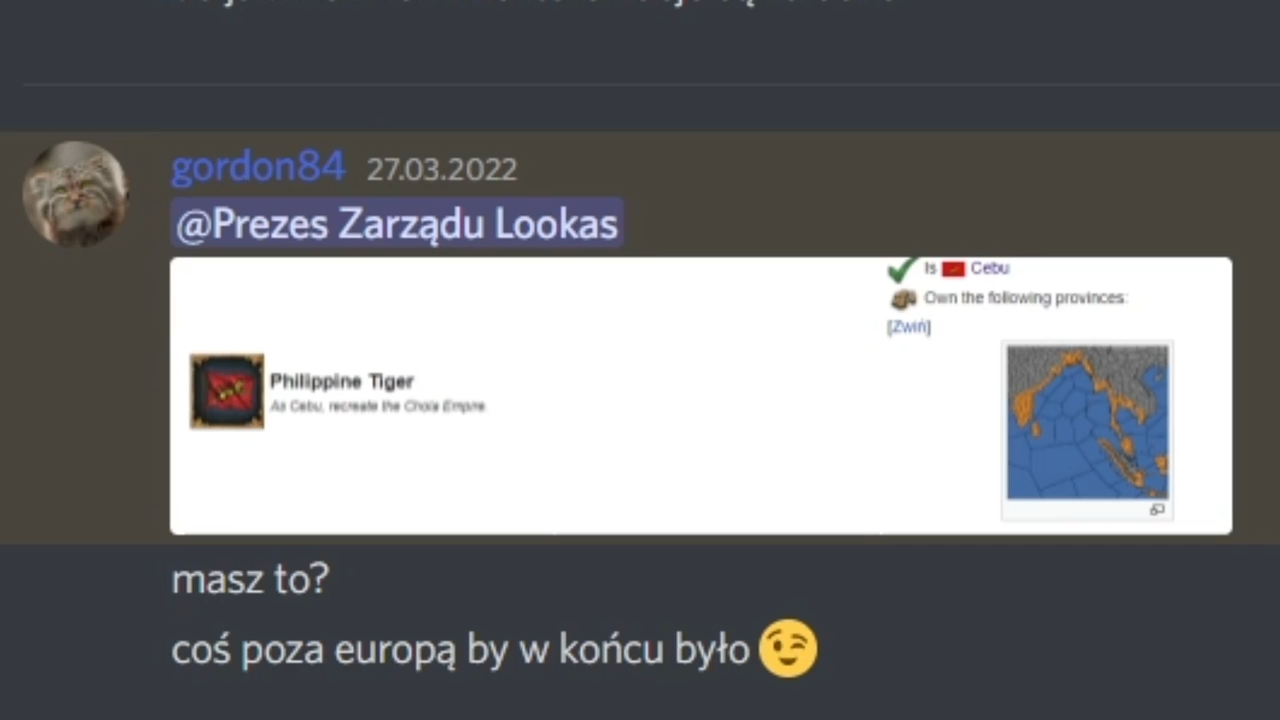 gordon84 27.03.2022
@Prezes Zarządu Lookas
Is Cebu
Own the following provinces:
[Zwiń]
Philippine Tiger
As Cebu, recreate the Chola Empire.
masz to?
coś poza europą by w końcu było